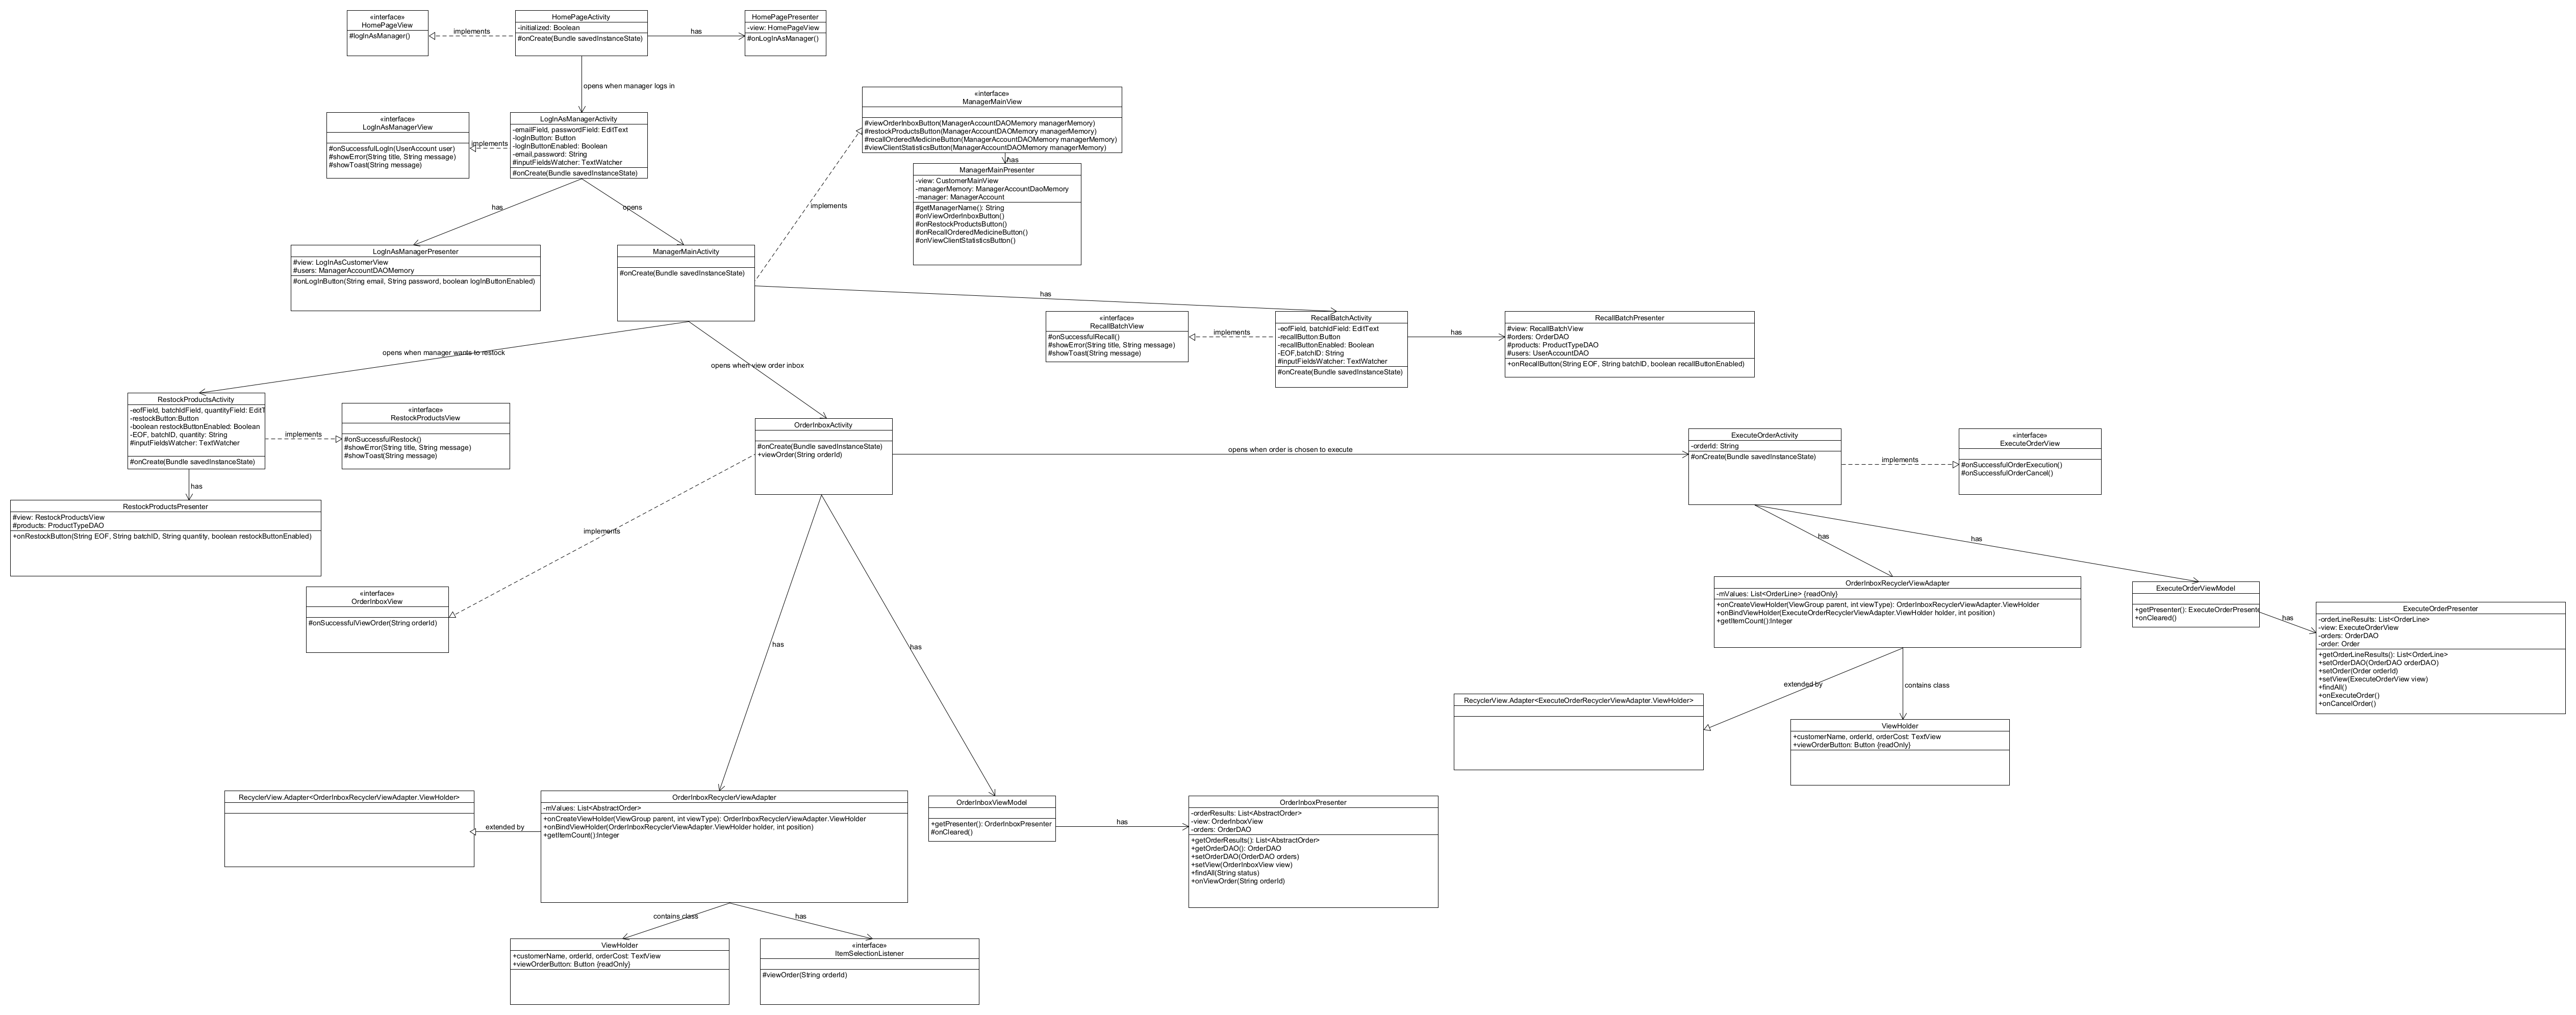 «interface»
HomePageView
#logInAsManager()
implements
HomePageActivity
-initialized: Boolean
#onCreate(Bundle savedInstanceState)
has
HomePagePresenter
-view: HomePageView
#onLogInAsManager()
opens when manager logs in
«interface»
LogInAsManagerView
#onSuccessfulLogIn(UserAccount user)
#showError(String title, String message)
#showToast(String message)
implements
LogInAsManagerActivity
-emailField, passwordField: EditText
-logInButton: Button
-logInButtonEnabled: Boolean
-email,password: String
#inputFieldsWatcher: TextWatcher
#onCreate(Bundle savedInstanceState)
«interface»
ManagerMainView
#viewOrderInboxButton(ManagerAccountDAOMemory managerMemory)
#restockProductsButton(ManagerAccountDAOMemory managerMemory)
#recallOrderedMedicineButton(ManagerAccountDAOMemory managerMemory)
#viewClientStatisticsButton(ManagerAccountDAOMemory managerMemory)
has
ManagerMainPresenter
-view: CustomerMainView
-managerMemory: ManagerAccountDaoMemory
-manager: ManagerAccount
#getManagerName(): String
#onViewOrderInboxButton()
#onRestockProductsButton()
#onRecallOrderedMedicineButton()
#onViewClientStatisticsButton()
implements
has
opens
LogInAsManagerPresenter
#view: LogInAsCustomerView
#users: ManagerAccountDAOMemory
#onLogInButton(String email, String password, boolean logInButtonEnabled)
ManagerMainActivity
#onCreate(Bundle savedInstanceState)
has
«interface»
RecallBatchView
#onSuccessfulRecall()
#showError(String title, String message)
#showToast(String message)
implements
RecallBatchActivity
-eofField, batchIdField: EditText
-recallButton:Button
-recallButtonEnabled: Boolean
-EOF,batchID: String
#inputFieldsWatcher: TextWatcher
#onCreate(Bundle savedInstanceState)
has
RecallBatchPresenter
#view: RecallBatchView
#orders: OrderDAO
#products: ProductTypeDAO
#users: UserAccountDAO
+onRecallButton(String EOF, String batchID, boolean recallButtonEnabled)
opens when manager wants to restock
opens when view order inbox
RestockProductsActivity
-eofField, batchIdField, quantityField: EditT
-restockButton:Button
-boolean restockButtonEnabled: Boolean
-EOF, batchID, quantity: String
#inputFieldsWatcher: TextWatcher
#onCreate(Bundle savedInstanceState)
implements
«interface»
RestockProductsView
#onSuccessfulRestock()
#showError(String title, String message)
#showToast(String message)
has
RestockProductsPresenter
#view: RestockProductsView
#products: ProductTypeDAO
+onRestockButton(String EOF, String batchID, String quantity, boolean restockButtonEnabled)
OrderInboxActivity
#onCreate(Bundle savedInstanceState)
+viewOrder(String orderId)
opens when order is chosen to execute
ExecuteOrderActivity
-orderId: String
#onCreate(Bundle savedInstanceState)
implements
«interface»
ExecuteOrderView
#onSuccessfulOrderExecution()
#onSuccessfulOrderCancel()
implements
«interface»
OrderInboxView
#onSuccessfulViewOrder(String orderId)
has
has
has
has
OrderInboxRecyclerViewAdapter
-mValues: List<OrderLine> {readOnly}
+onCreateViewHolder(ViewGroup parent, int viewType): OrderInboxRecyclerViewAdapter.ViewHolder
+onBindViewHolder(ExecuteOrderRecyclerViewAdapter.ViewHolder holder, int position)
+getItemCount():Integer
ExecuteOrderViewModel
+getPresenter(): ExecuteOrderPresente
+onCleared()
has
ExecuteOrderPresenter
-orderLineResults: List<OrderLine>
-view: ExecuteOrderView
-orders: OrderDAO
-order: Order
+getOrderLineResults(): List<OrderLine>
+setOrderDAO(OrderDAO orderDAO)
+setOrder(Order orderId)
+setView(ExecuteOrderView view)
+findAll()
+onExecuteOrder()
+onCancelOrder()
extended by
contains class
RecyclerView.Adapter<ExecuteOrderRecyclerViewAdapter.ViewHolder>
ViewHolder
+customerName, orderId, orderCost: TextView
+viewOrderButton: Button {readOnly}
RecyclerView.Adapter<OrderInboxRecyclerViewAdapter.ViewHolder>
extended by
OrderInboxRecyclerViewAdapter
-mValues: List<AbstractOrder>
+onCreateViewHolder(ViewGroup parent, int viewType): OrderInboxRecyclerViewAdapter.ViewHolder
+onBindViewHolder(OrderInboxRecyclerViewAdapter.ViewHolder holder, int position)
+getItemCount():Integer
OrderInboxViewModel
+getPresenter(): OrderInboxPresenter
#onCleared()
has
OrderInboxPresenter
-orderResults: List<AbstractOrder>
-view: OrderInboxView
-orders: OrderDAO
+getOrderResults(): List<AbstractOrder>
+getOrderDAO(): OrderDAO
+setOrderDAO(OrderDAO orders)
+setView(OrderInboxView view)
+findAll(String status)
+onViewOrder(String orderId)
contains class
has
ViewHolder
+customerName, orderId, orderCost: TextView
+viewOrderButton: Button {readOnly}
«interface»
ItemSelectionListener
#viewOrder(String orderId)